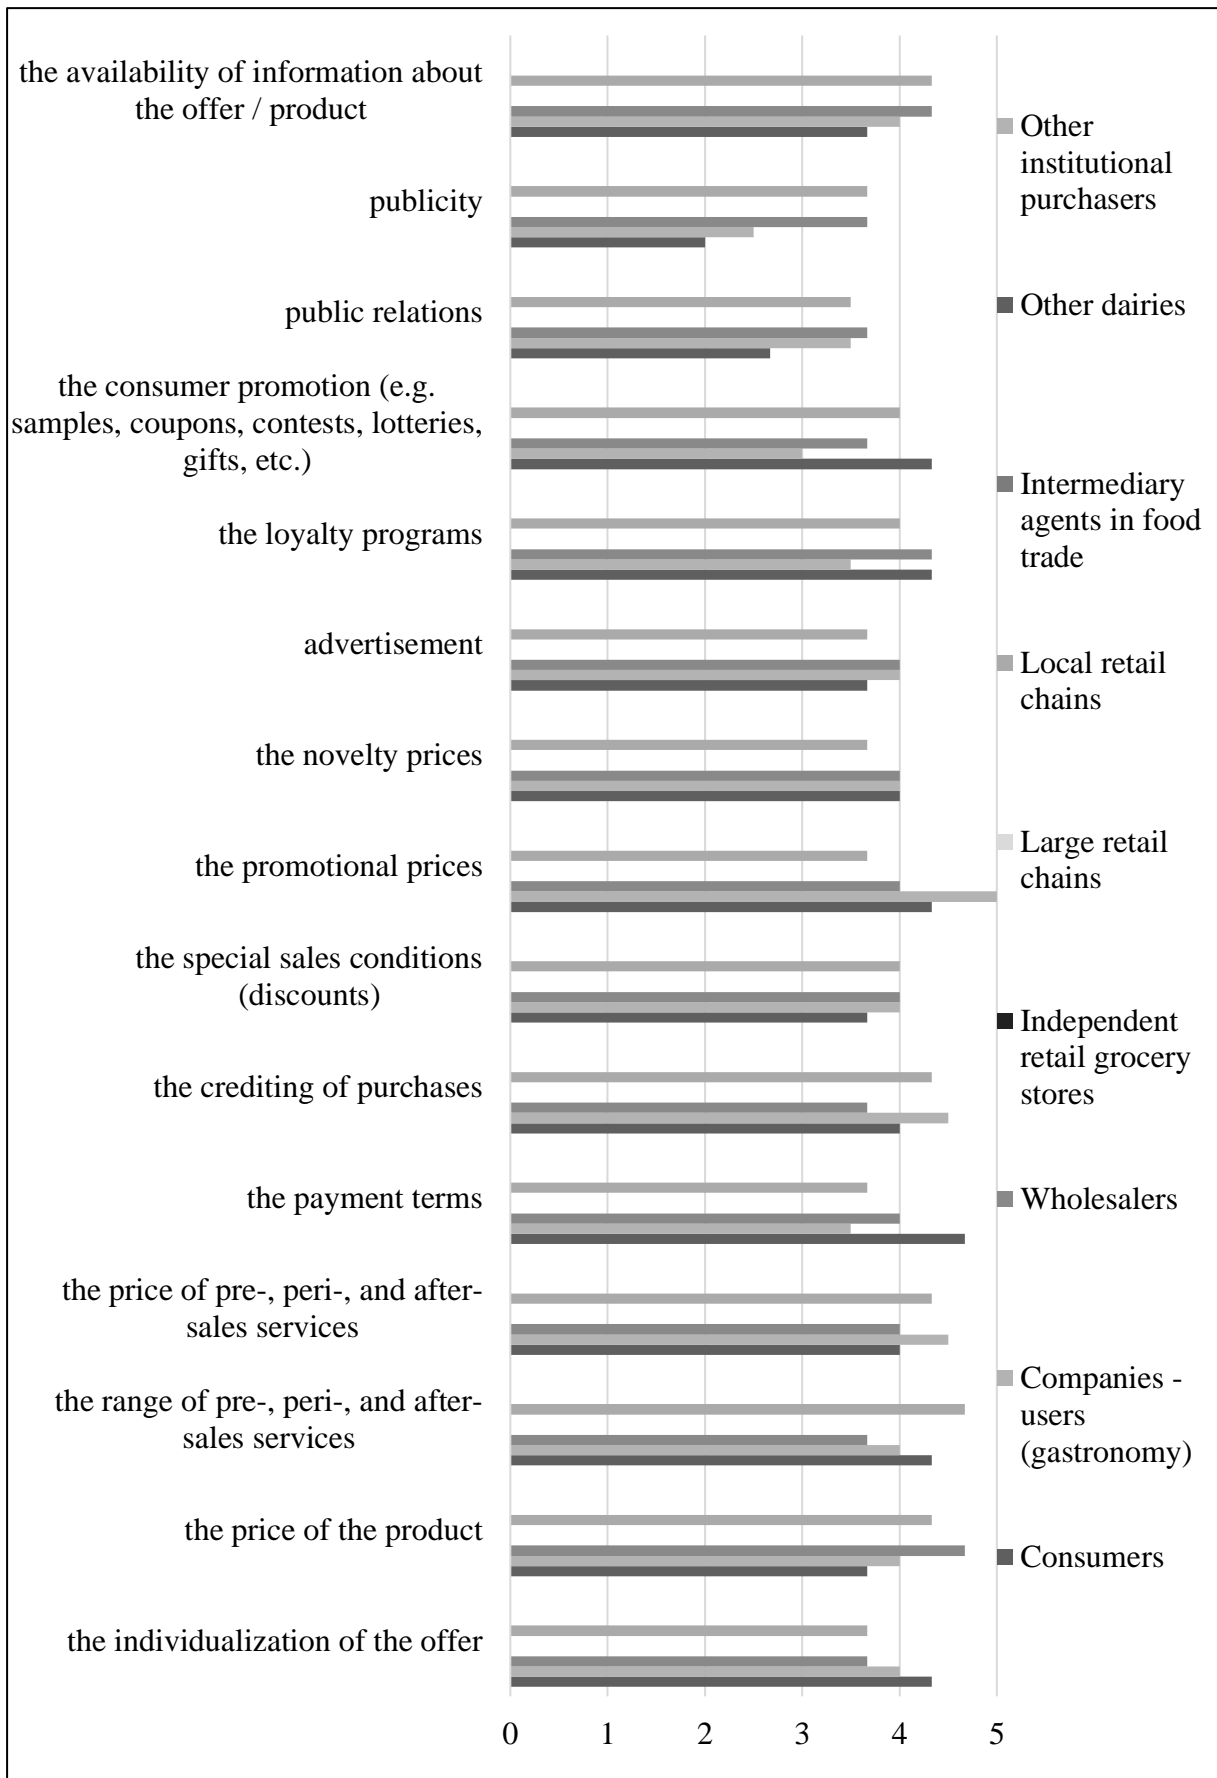 the availability of information about
the offer / product
publicity
public relations
the consumer promotion (e.g.
samples, coupons, contests, lotteries,
gifts, etc.)
the loyalty programs
advertisement
the novelty prices
the promotional prices
the special sales conditions
(discounts)
the crediting of purchases
the payment terms
the price of pre-, peri-, and after-
sales services
the range of pre-, peri-, and after-
sales services
the price of the product
the individualization of the offer
0 1 2 3 4 5
Other
institutional
purchasers
Other dairies
Intermediary
agents in food
trade
Local retail
chains
Large retail
chains
Independent
retail grocery
stores
Wholesalers
Companies -
users
(gastronomy)
Consumers